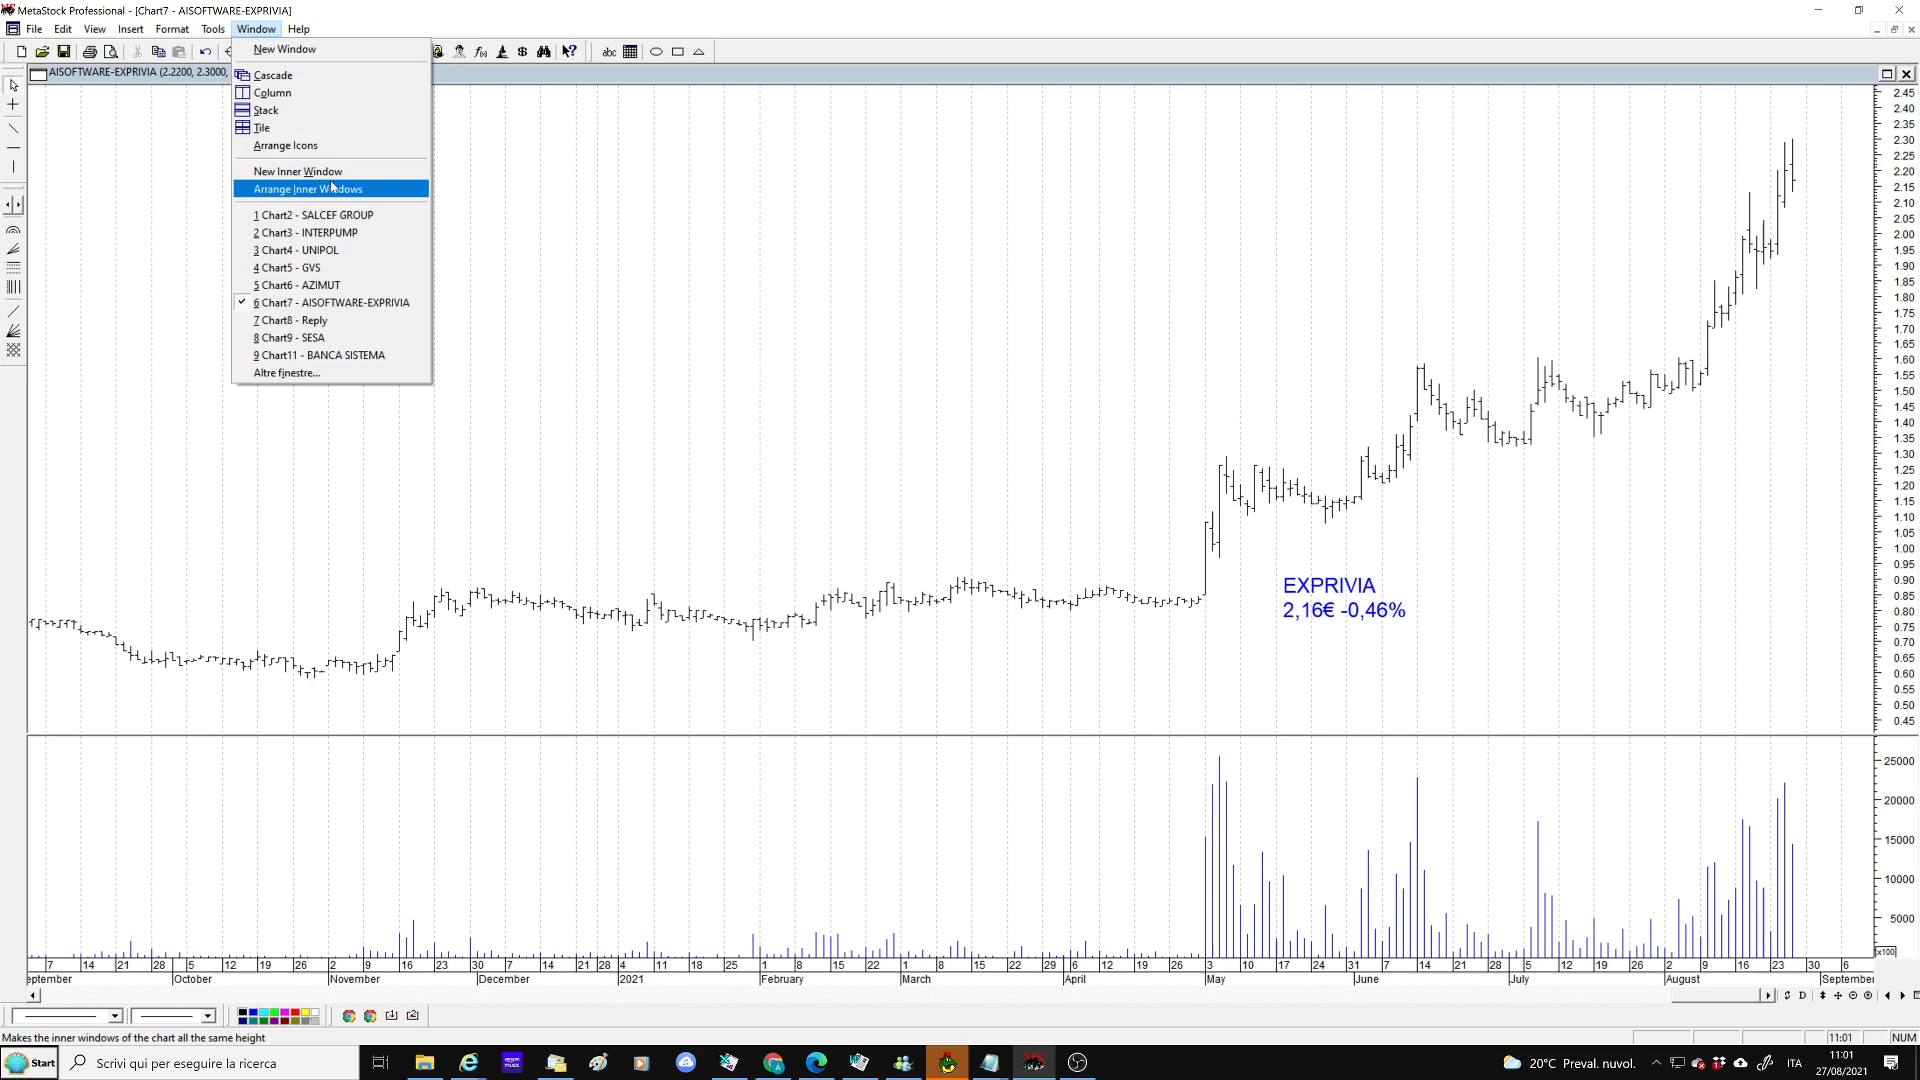 MetaStock Professional - [Chart7 - AISOFTWARE-EXPRIVIA]
File Edit View Insert Format Tools Window Help
AISOFTWARE-EXPRIVIA (2.2200, 2.3000,
New Window
Cascade
Column
Stack
Tile
Arrange Icons
New Inner Window
Arrange Inner Windows
1 Chart2 - SALCEF GROUP
2 Chart3 - INTERPUMP
3 Chart4 - UNIPOL
4 Chart5 - GVS
5 Chart6 - AZIMUT
6 Chart7 - AISOFTWARE-EXPRIVIA
7 Chart8 - Reply
8 Chart9 - SESA
9 Chart11 - BANCA SISTEMA
Altre finestre...
2.45
2.40
2.35
2.30
2.25
2.20
2.15
2.10
2.05
2.00
1.95
1.90
1.85
1.80
1.75
1.70
1.65
1.60
1.55
1.50
1.45
1.40
1.35
1.30
1.25
1.20
1.15
1.10
1.05
1.00
0.95
0.90
0.85
0.80
0.75
0.70
0.65
0.60
0.55
0.50
0.45
EXPRIVIA
2,16€ -0,46%
25000
20000
15000
10000
5000
x100
7 14 21 28 5 12 19 26 2 9 16 23 30 7 14 21 28 4 11 18 25 1 8 15 22 1 8 15 22 29 6 12 19 26 3 10 17 24 31 7 14 21 28 5 12 19 26 2 9 16 23 30 6
eptember October November December 2021 February March April May June July August September
Makes the inner windows of the chart all the same height
11:01 NUM
Start
Scrivi qui per eseguire la ricerca
20°C Preval. nuvol.
ITA
11:01
27/08/2021